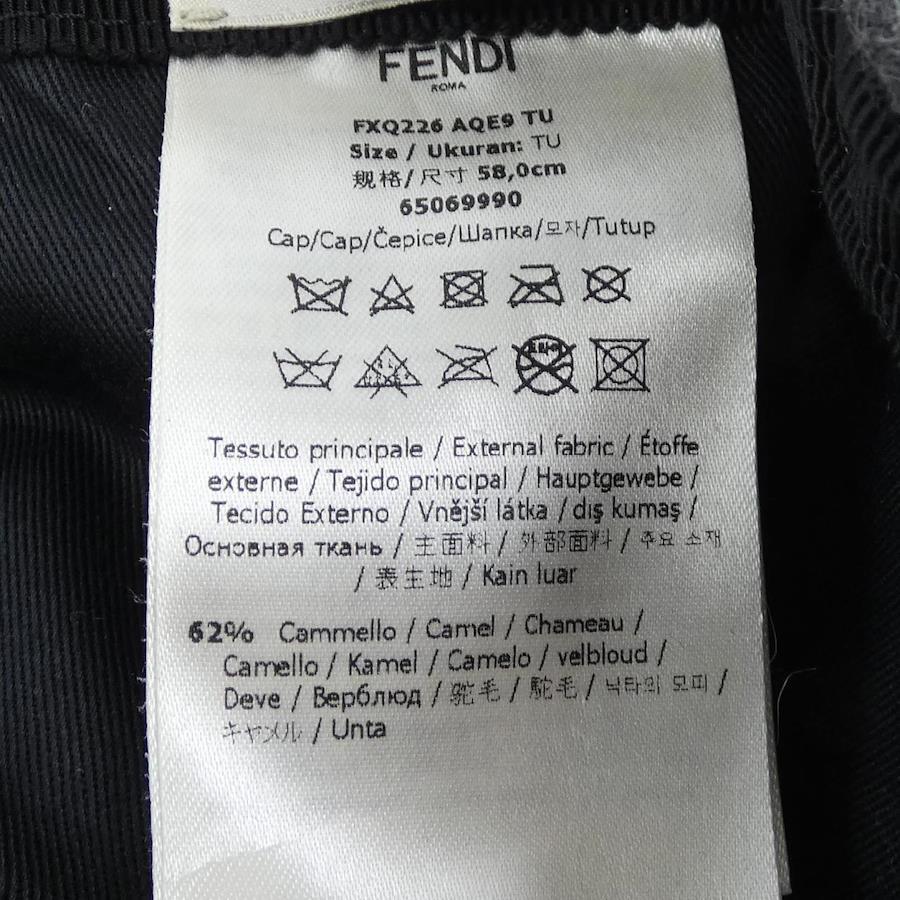 FENDI
ROMA
FXQ226 AQE9 TU
Size / Ukuran: TU
规格/尺寸 58,0cm
65069990
Cap/Cap/Čepice/Шапка/모자/Tutup
Tessuto principale / External fabric / Étoffe
externe / Tejido principal / Hauptgewebe /
Tecido Externo / Vnější látka / dış kumaş /
Основная ткань / 主面料 / 外部面料 / 주요 소재
/ 表生地 / Kain luar
62% Cammello / Camel / Chameau /
Camello / Kamel / Camelo / velbloud /
Deve / Верблюд / 驼毛 / 駝毛 / 낙타의 모피 /
キャメル / Unta